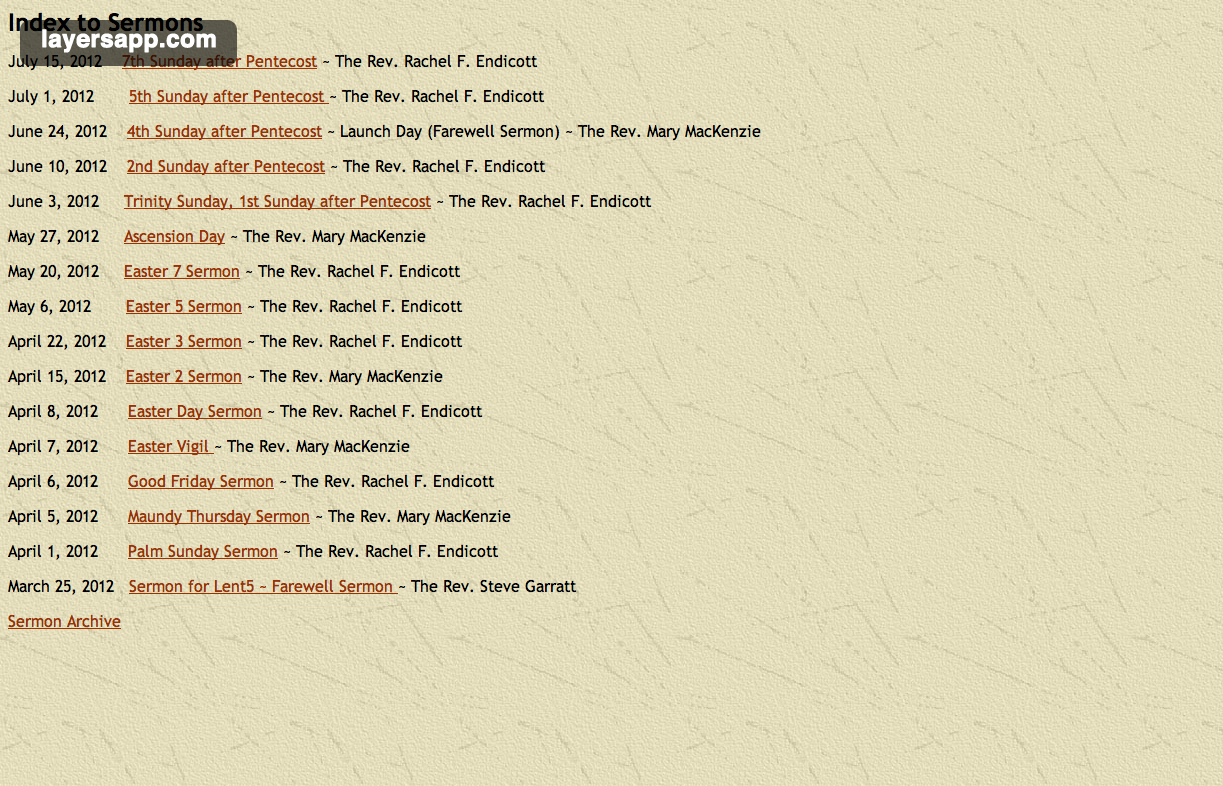 Index to Sermons
layersapp.com
July 15, 2012 7th Sunday after Pentecost ~ The Rev. Rachel F. Endicott
July 1, 2012 5th Sunday after Pentecost ~ The Rev. Rachel F. Endicott
June 24, 2012 4th Sunday after Pentecost ~ Launch Day (Farewell Sermon) ~ The Rev. Mary MacKenzie
June 10, 2012 2nd Sunday after Pentecost ~ The Rev. Rachel F. Endicott
June 3, 2012 Trinity Sunday, 1st Sunday after Pentecost ~ The Rev. Rachel F. Endicott
May 27, 2012 Ascension Day ~ The Rev. Mary MacKenzie
May 20, 2012 Easter 7 Sermon ~ The Rev. Rachel F. Endicott
May 6, 2012 Easter 5 Sermon ~ The Rev. Rachel F. Endicott
April 22, 2012 Easter 3 Sermon ~ The Rev. Rachel F. Endicott
April 15, 2012 Easter 2 Sermon ~ The Rev. Mary MacKenzie
April 8, 2012 Easter Day Sermon ~ The Rev. Rachel F. Endicott
April 7, 2012 Easter Vigil ~ The Rev. Mary MacKenzie
April 6, 2012 Good Friday Sermon ~ The Rev. Rachel F. Endicott
April 5, 2012 Maundy Thursday Sermon ~ The Rev. Mary MacKenzie
April 1, 2012 Palm Sunday Sermon ~ The Rev. Rachel F. Endicott
March 25, 2012 Sermon for Lent5 ~ Farewell Sermon ~ The Rev. Steve Garratt
Sermon Archive